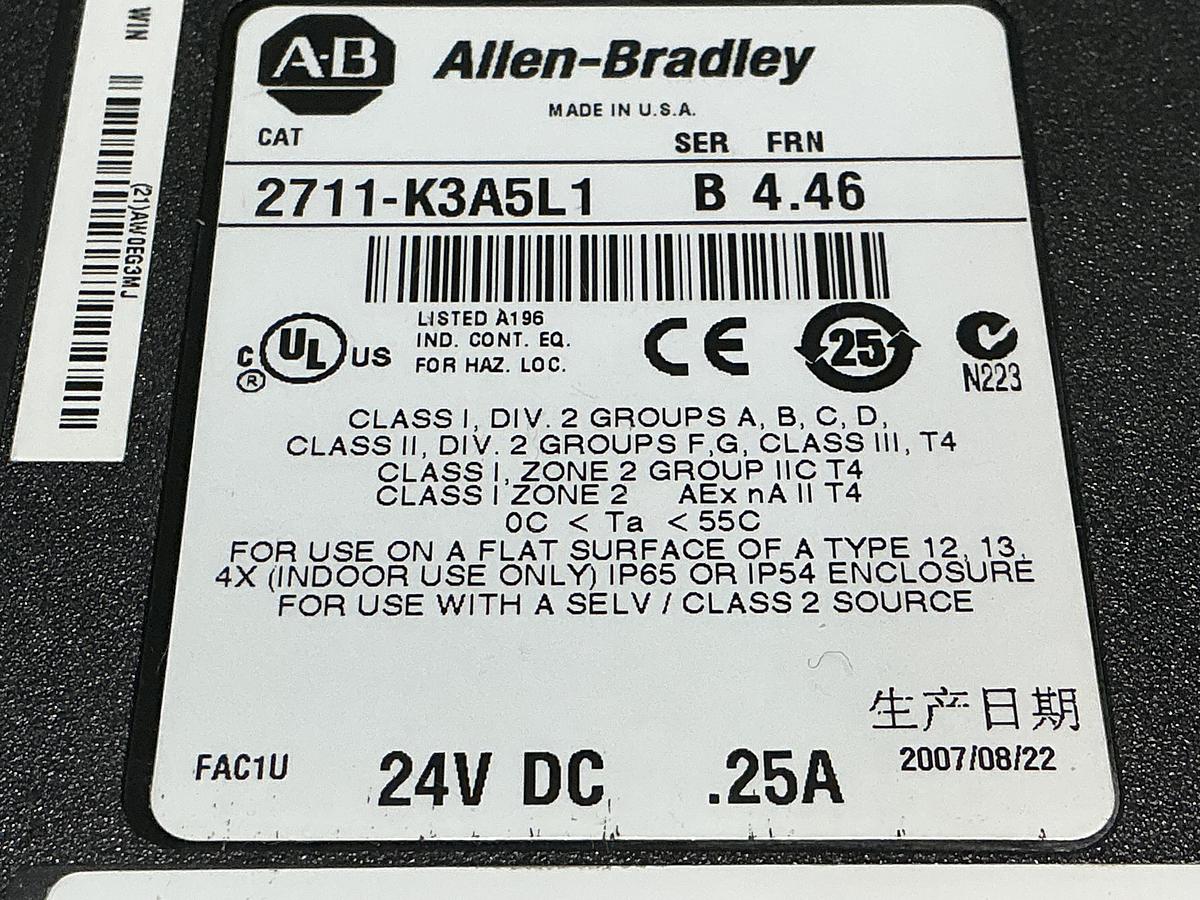 WIN
(21)AW0EG3MJ
A-B Allen-Bradley
MADE IN U.S.A.
CAT SER FRN
2711-K3A5L1 B 4.46
C UL US ®
LISTED A196
IND. CONT. EQ.
FOR HAZ. LOC.
CE 25 N223
CLASS I, DIV. 2 GROUPS A, B, C, D,
CLASS II, DIV. 2 GROUPS F,G, CLASS III, T4
CLASS I, ZONE 2 GROUP IIC T4
CLASS I ZONE 2 AEx nA II T4
0C < Ta < 55C
FOR USE ON A FLAT SURFACE OF A TYPE 12, 13,
4X (INDOOR USE ONLY) IP65 OR IP54 ENCLOSURE
FOR USE WITH A SELV / CLASS 2 SOURCE
生产日期
FAC1U 24V DC .25A 2007/08/22